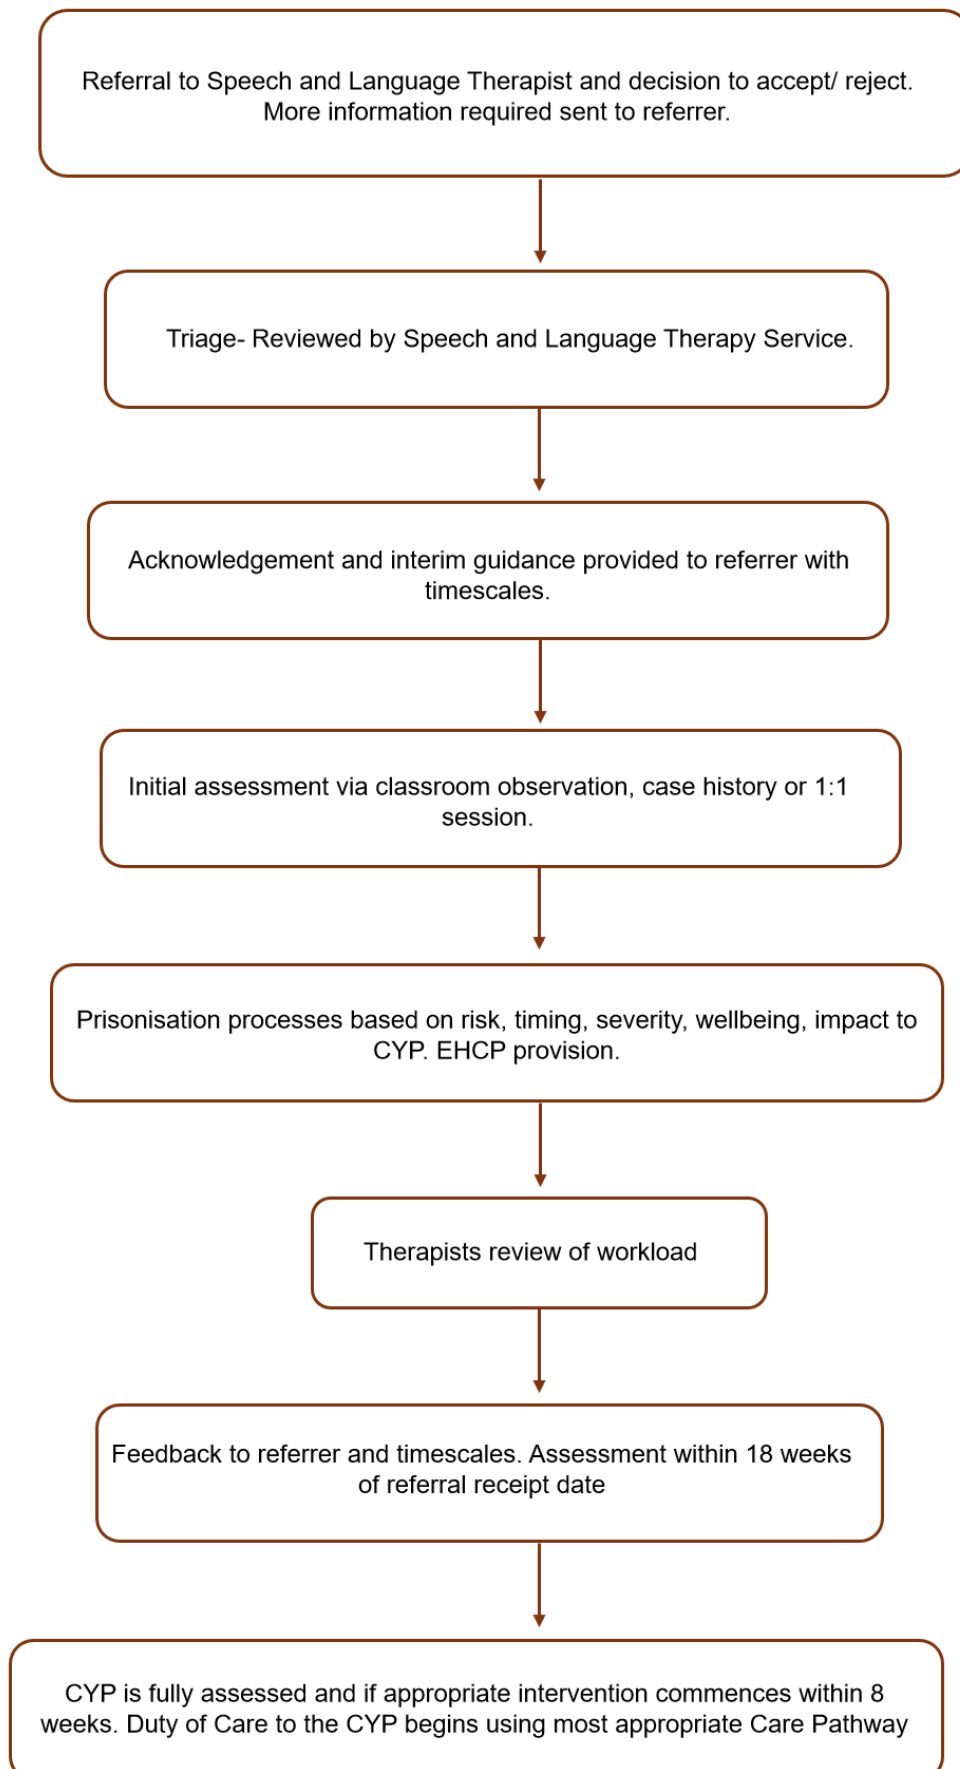 Referral to Speech and Language Therapist and decision to accept/ reject.
More information required sent to referrer.
Triage- Reviewed by Speech and Language Therapy Service.
Acknowledgement and interim guidance provided to referrer with
timescales.
Initial assessment via classroom observation, case history or 1:1
session.
Prisonisation processes based on risk, timing, severity, wellbeing, impact to
CYP. EHCP provision.
Therapists review of workload
Feedback to referrer and timescales. Assessment within 18 weeks
of referral receipt date
CYP is fully assessed and if appropriate intervention commences within 8
weeks. Duty of Care to the CYP begins using most appropriate Care Pathway